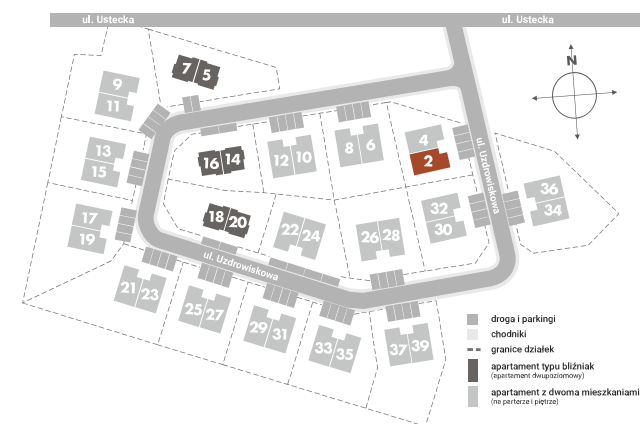 ul. Ustecka
ul. Ustecka
N
7 5
9
11
4
2
8 6
12 10
16 14
13
15
ul. Uzdrowiskowa
36
34
17
19
18 20
32
30
22 24
26 28
ul. Uzdrowiskowa
21 23
25 27
29 31
33 35
37 39
droga i parkingi
chodniki
granice działek
apartament typu bliźniak
(apartament dwupoziomowy)
apartament z dwoma mieszkaniami
(na parterze i piętrze)